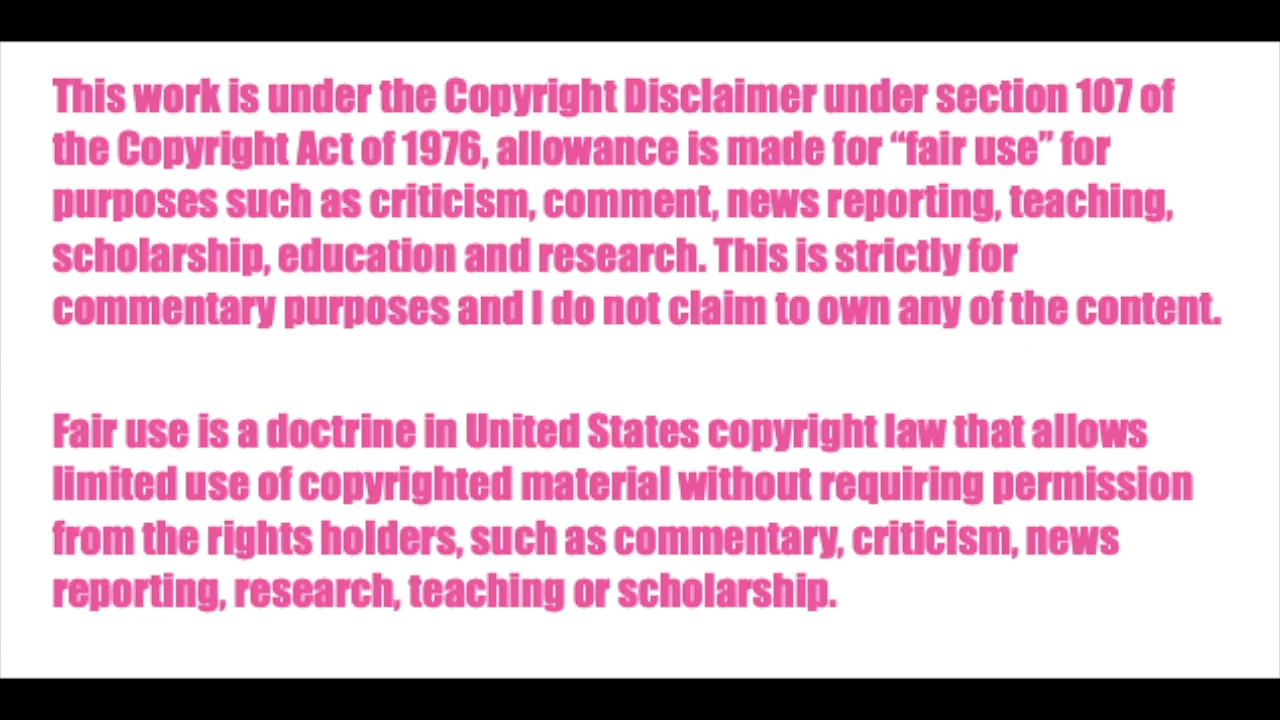 This work is under the Copyright Disclaimer under section 107 of
the Copyright Act of 1976, allowance is made for “fair use” for
purposes such as criticism, comment, news reporting, teaching,
scholarship, education and research. This is strictly for
commentary purposes and I do not claim to own any of the content.
Fair use is a doctrine in United States copyright law that allows
limited use of copyrighted material without requiring permission
from the rights holders, such as commentary, criticism, news
reporting, research, teaching or scholarship.